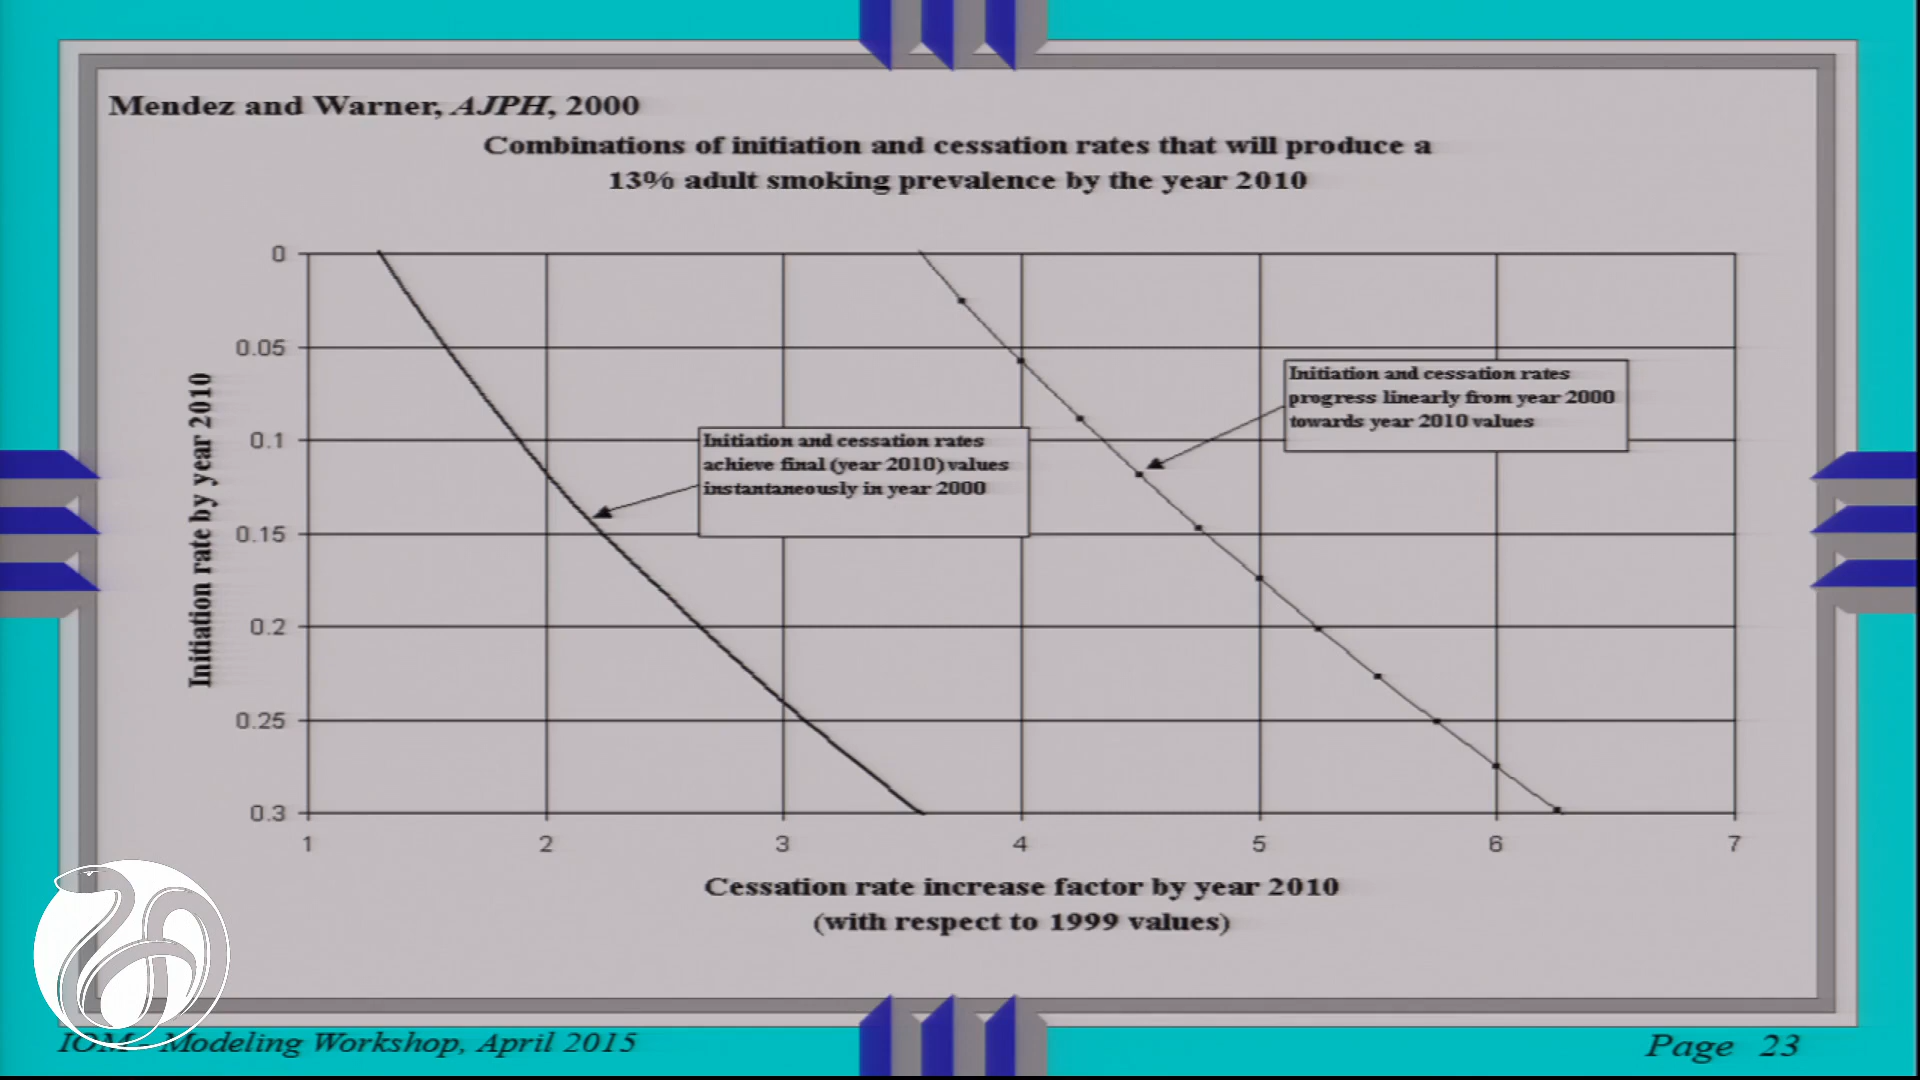 Mendez and Warner, AJPH, 2000
Combinations of initiation and cessation rates that will produce a
13% adult smoking prevalence by the year 2010
0
0.05
0.1
0.15
0.2
0.25
0.3
Initiation rate by year 2010
Initiation and cessation rates
achieve final (year 2010) values
instantaneously in year 2000
Initiation and cessation rates
progress linearly from year 2000
towards year 2010 values
1 2 3 4 5 6 7
Cessation rate increase factor by year 2010
(with respect to 1999 values)
IOM - Modeling Workshop, April 2015
Page 23